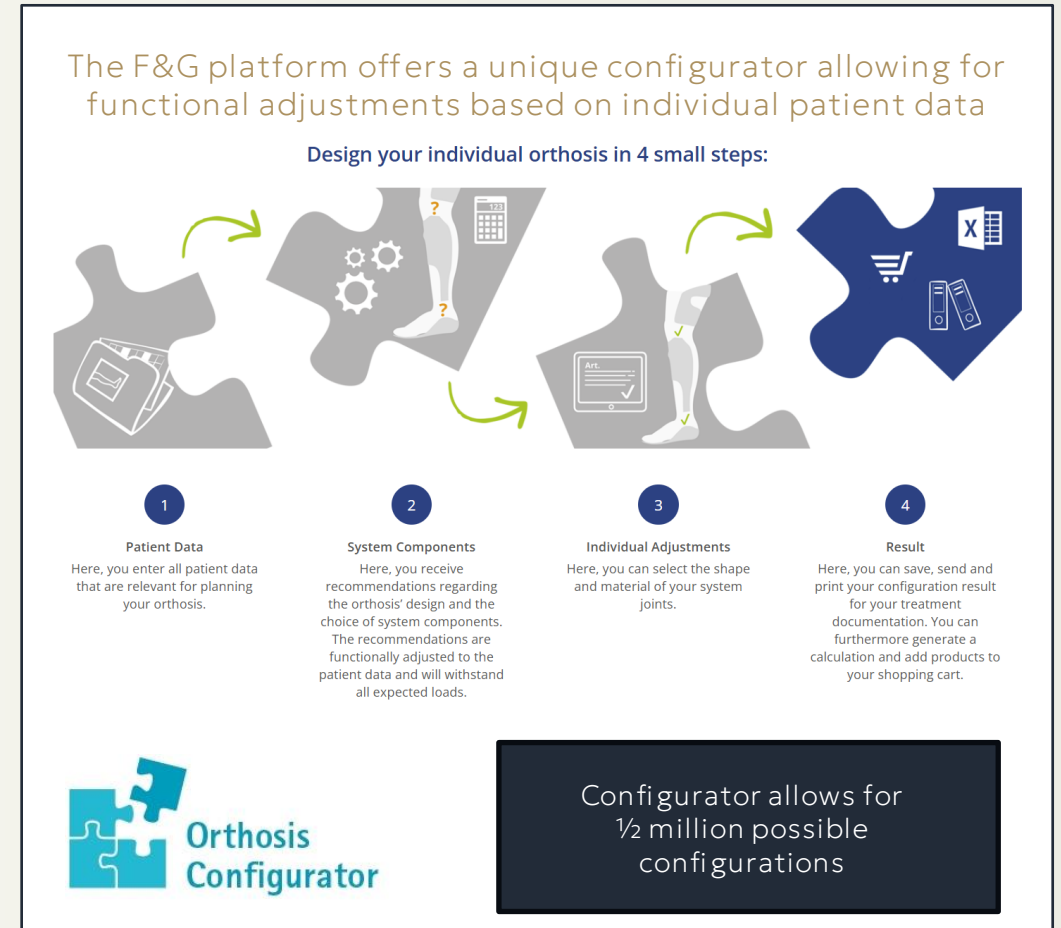 The F&G platform offers a unique configurator allowing for
functional adjustments based on individual patient data
Design your individual orthosis in 4 small steps:
?
?
123
Art.
X
1
Patient Data
Here, you enter all patient data
that are relevant for planning
your orthosis.
2
System Components
Here, you receive
recommendations regarding
the orthosis' design and the
choice of system components.
The recommendations are
functionally adjusted to the
patient data and will withstand
all expected loads.
3
Individual Adjustments
Here, you can select the shape
and material of your system
joints.
4
Result
Here, you can save, send and
print your configuration result
for your treatment
documentation. You can
furthermore generate a
calculation and add products to
your shopping cart.
Orthosis
Configurator
Configurator allows for
½ million possible
configurations